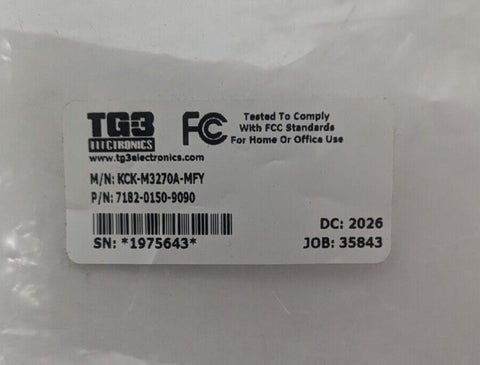 TG3
ELECTRONICS
www.tg3electronics.com
FC
Tested To Comply
With FCC Standards
For Home Or Office Use
M/N: KCK-M3270A-MFY
P/N: 7182-0150-9090
SN: *1975643*
DC: 2026
JOB: 35843